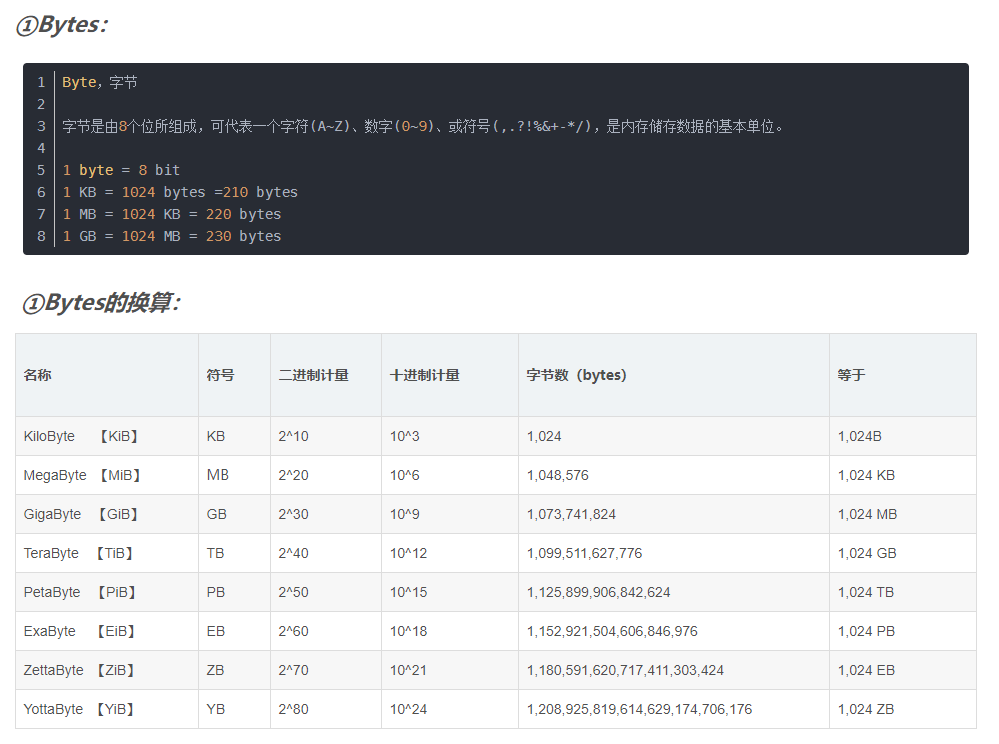 ①Bytes：
1 Byte，字节
2
3 字节是由8个位所组成，可代表一个字符(A~Z)、数字(0~9)、或符号(,.?!%&+-*/)，是内存储存数据的基本单位。
4
5 1 byte = 8 bit
6 1 KB = 1024 bytes =210 bytes
7 1 MB = 1024 KB = 220 bytes
8 1 GB = 1024 MB = 230 bytes
①Bytes的换算：
名称 符号 二进制计量 十进制计量 字节数（bytes） 等于
KiloByte 【KiB】 KB 2^10 10^3 1,024 1,024B
MegaByte 【MiB】 MB 2^20 10^6 1,048,576 1,024 KB
GigaByte 【GiB】 GB 2^30 10^9 1,073,741,824 1,024 MB
TeraByte 【TiB】 TB 2^40 10^12 1,099,511,627,776 1,024 GB
PetaByte 【PiB】 PB 2^50 10^15 1,125,899,906,842,624 1,024 TB
ExaByte 【EiB】 EB 2^60 10^18 1,152,921,504,606,846,976 1,024 PB
ZettaByte 【ZiB】 ZB 2^70 10^21 1,180,591,620,717,411,303,424 1,024 EB
YottaByte 【YiB】 YB 2^80 10^24 1,208,925,819,614,629,174,706,176 1,024 ZB